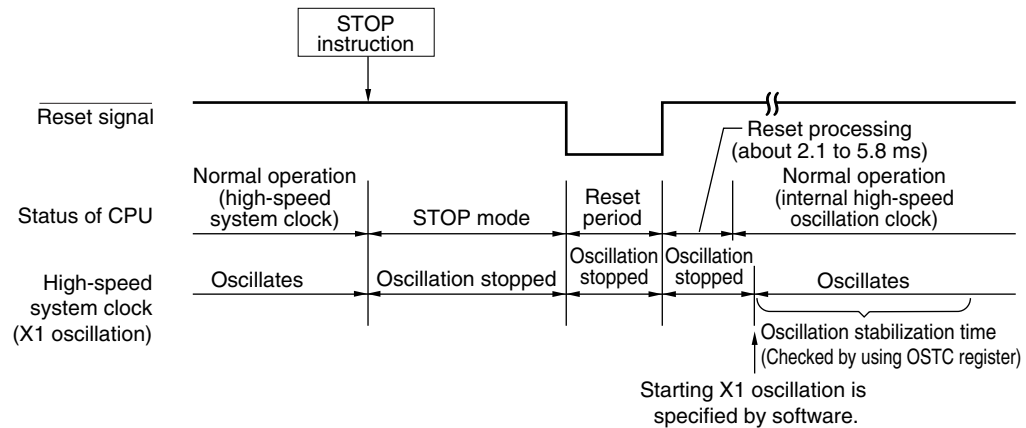 STOP
instruction
Reset signal
Reset processing
(about 2.1 to 5.8 ms)
Status of CPU
Normal operation
(high-speed
system clock)
STOP mode
Reset
period
Normal operation
(internal high-speed
oscillation clock)
High-speed
system clock
(X1 oscillation)
Oscillates
Oscillation stopped
Oscillation
stopped
Oscillation
stopped
Oscillates
Oscillation stabilization time
(Checked by using OSTC register)
Starting X1 oscillation is
specified by software.